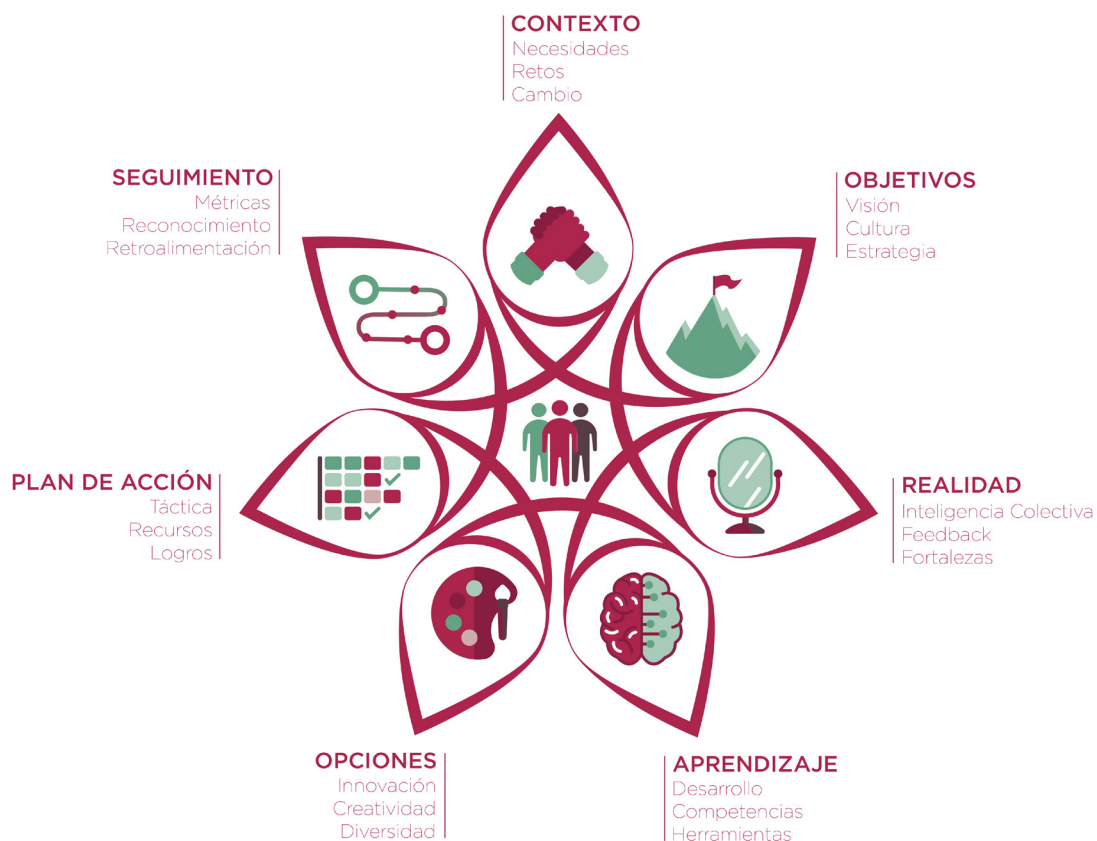 CONTEXTO
Necesidades
Retos
Cambio
OBJETIVOS
Visión
Cultura
Estrategia
REALIDAD
Inteligencia Colectiva
Feedback
Fortalezas
APRENDIZAJE
Desarrollo
Competencias
Herramientas
OPCIONES
Innovación
Creatividad
Diversidad
PLAN DE ACCIÓN
Táctica
Recursos
Logros
SEGUIMIENTO
Métricas
Reconocimiento
Retroalimentación